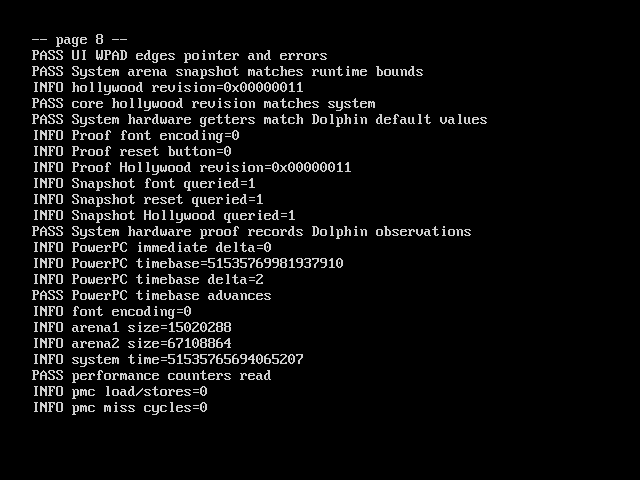 -- page 8 --
PASS UI WPAD edges pointer and errors
PASS System arena snapshot matches runtime bounds
INFO hollywood revision=0x00000011
PASS core hollywood revision matches system
PASS System hardware getters match Dolphin default values
INFO Proof font encoding=0
INFO Proof reset button=0
INFO Proof Hollywood revision=0x00000011
INFO Snapshot font queried=1
INFO Snapshot reset queried=1
INFO Snapshot Hollywood queried=1
PASS System hardware proof records Dolphin observations
INFO PowerPC immediate delta=0
INFO PowerPC timebase=51535769981937910
INFO PowerPC timebase delta=2
PASS PowerPC timebase advances
INFO font encoding=0
INFO arena1 size=15020288
INFO arena2 size=67108864
INFO system time=51535765694065207
PASS performance counters read
INFO pmc load/stores=0
INFO pmc miss cycles=0